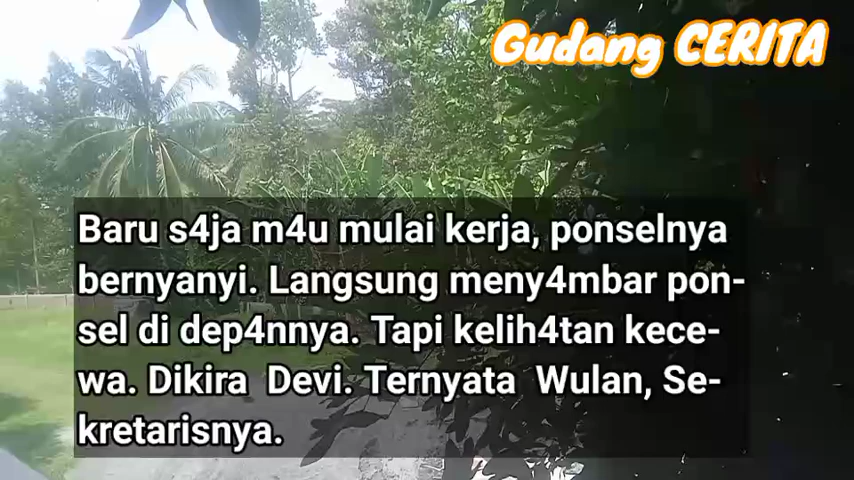 Gudang CERITA
Baru s4ja m4u mulai kerja, ponselnya
bernyanyi. Langsung meny4mbar pon-
sel di dep4nnya. Tapi kelih4tan kece-
wa. Dikira Devi. Ternyata Wulan, Se-
kretarisnya.